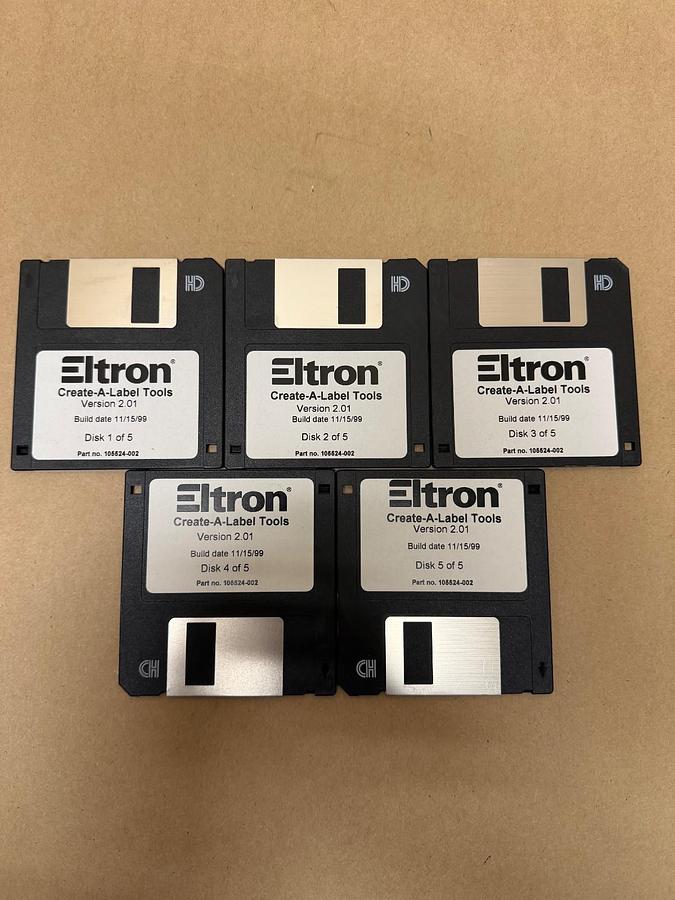 HD
Eltron®
Create-A-Label Tools
Version 2.01
Build date 11/15/99
Disk 1 of 5
Part no. 105524-002
HD
Eltron®
Create-A-Label Tools
Version 2.01
Build date 11/15/99
Disk 2 of 5
Part no. 105524-002
HD
Eltron®
Create-A-Label Tools
Version 2.01
Build date 11/15/99
Disk 3 of 5
Part no. 105524-002
Eltron®
Create-A-Label Tools
Version 2.01
Build date 11/15/99
Disk 4 of 5
Part no. 105524-002
HD
Eltron®
Create-A-Label Tools
Version 2.01
Build date 11/15/99
Disk 5 of 5
Part no. 105524-002
HD